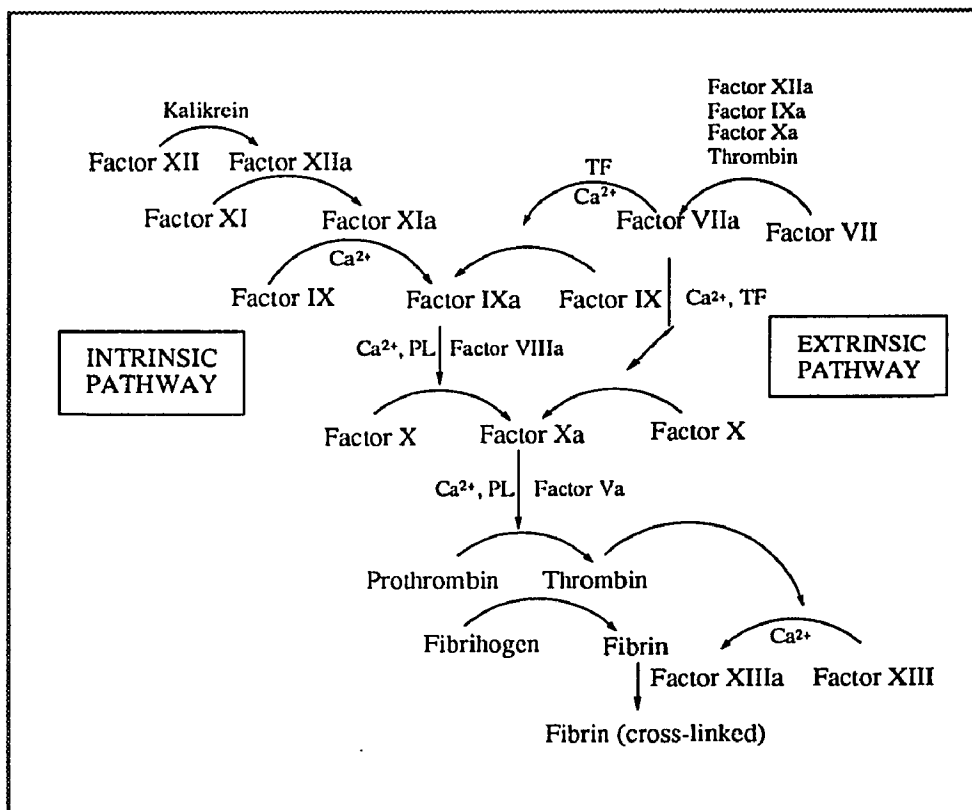 Factor XIIa
Factor IXa
Factor Xa
Thrombin
Kalikrein
Factor XII
Factor XIIa
TF
Ca²⁺
Factor XI
Factor XIa
Factor VIIa
Factor VII
Ca²⁺
Factor IX
Factor IXa
Factor IX
Ca²⁺, TF
INTRINSIC
PATHWAY
Ca²⁺, PL
Factor VIIIa
EXTRINSIC
PATHWAY
Factor X
Factor Xa
Factor X
Ca²⁺, PL
Factor Va
Prothrombin
Thrombin
Fibrihogen
Fibrin
Ca²⁺
Factor XIIIa
Factor XIII
Fibrin (cross-linked)